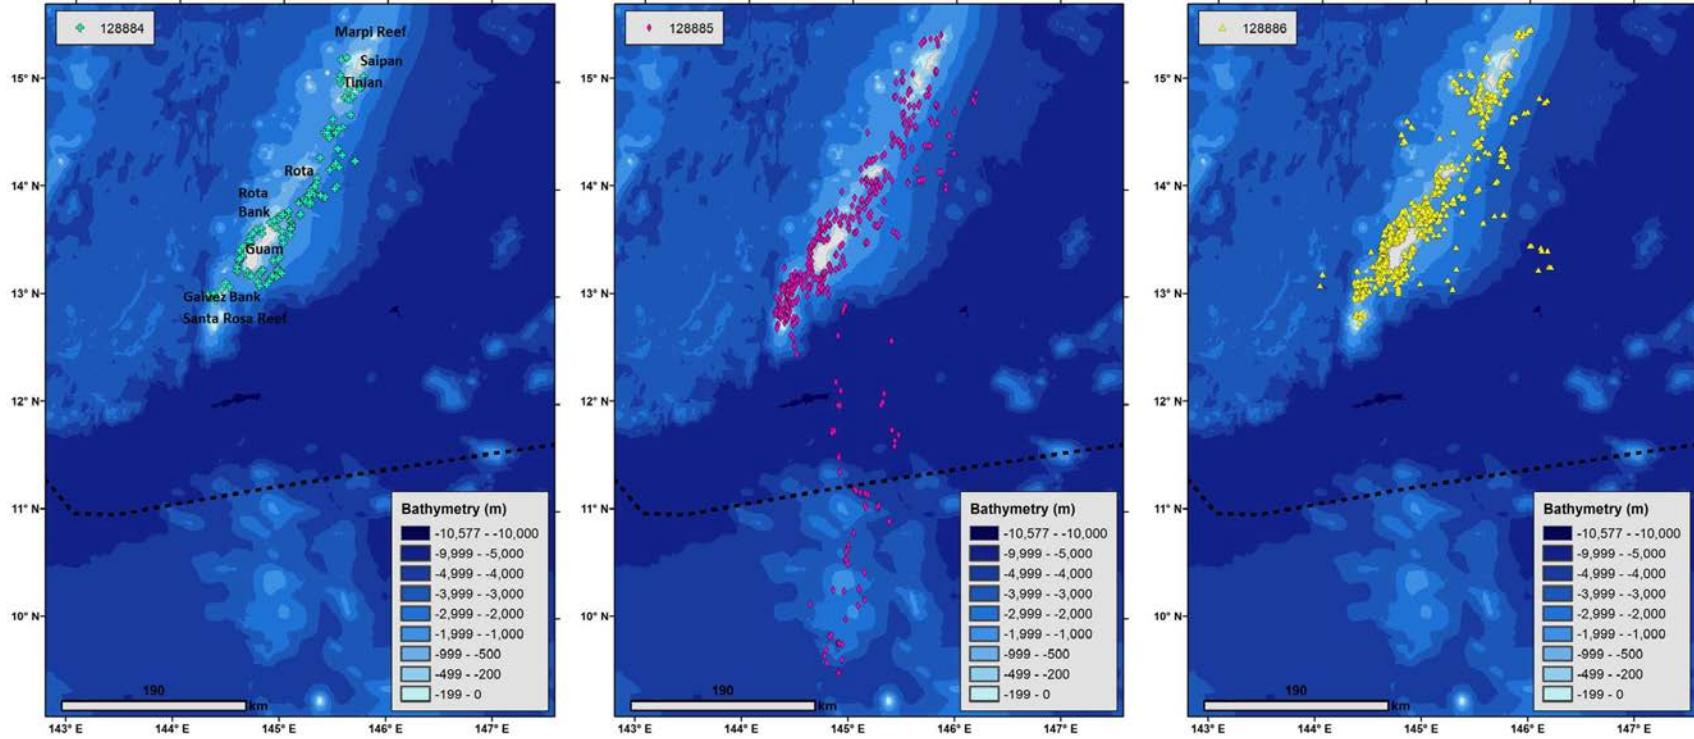 128884
Marpi Reef
Saipan
Tinian
Rota
Rota
Bank
Guam
Galvez Bank
Santa Rosa Reef
15° N
14° N
13° N
12° N
11° N
10° N
Bathymetry (m)
-10,577 - -10,000
-9,999 - -5,000
-4,999 - -4,000
-3,999 - -3,000
-2,999 - -2,000
-1,999 - -1,000
-999 - -500
-499 - -200
-199 - 0
190
km
143° E
144° E
145° E
146° E
147° E
128885
15° N
14° N
13° N
12° N
11° N
10° N
Bathymetry (m)
-10,577 - -10,000
-9,999 - -5,000
-4,999 - -4,000
-3,999 - -3,000
-2,999 - -2,000
-1,999 - -1,000
-999 - -500
-499 - -200
-199 - 0
190
km
143° E
144° E
145° E
146° E
147° E
128886
15° N
14° N
13° N
12° N
11° N
10° N
Bathymetry (m)
-10,577 - -10,000
-9,999 - -5,000
-4,999 - -4,000
-3,999 - -3,000
-2,999 - -2,000
-1,999 - -1,000
-999 - -500
-499 - -200
-199 - 0
190
km
143° E
144° E
145° E
146° E
147° E